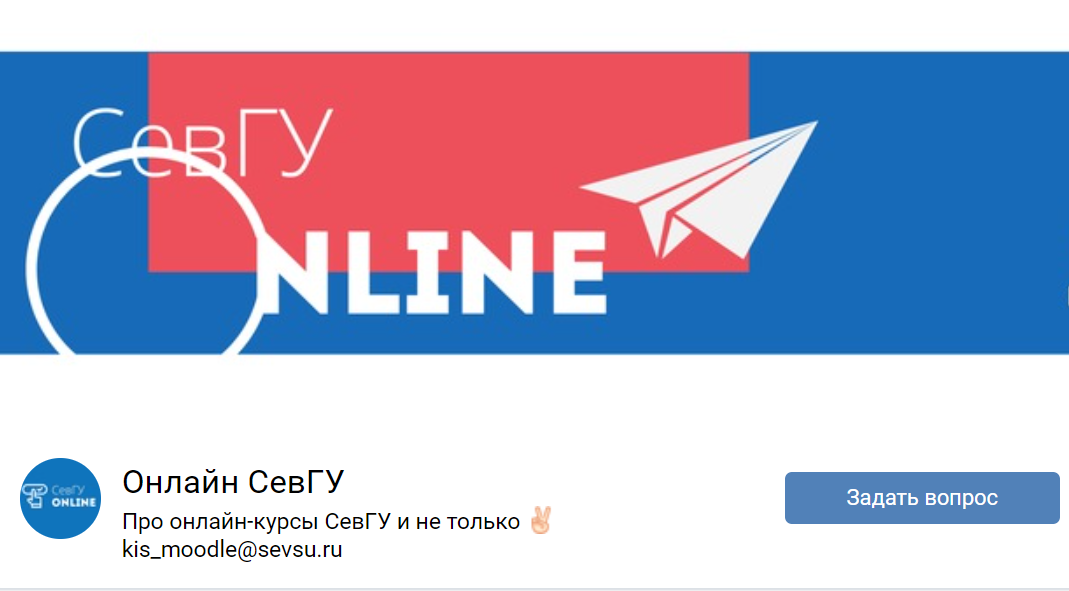 СевГУ
ONLINE
СевГУ
ONLINE
Онлайн СевГУ
Про онлайн-курсы СевГУ и не только ✌🏻
kis_moodle@sevsu.ru
Задать вопрос